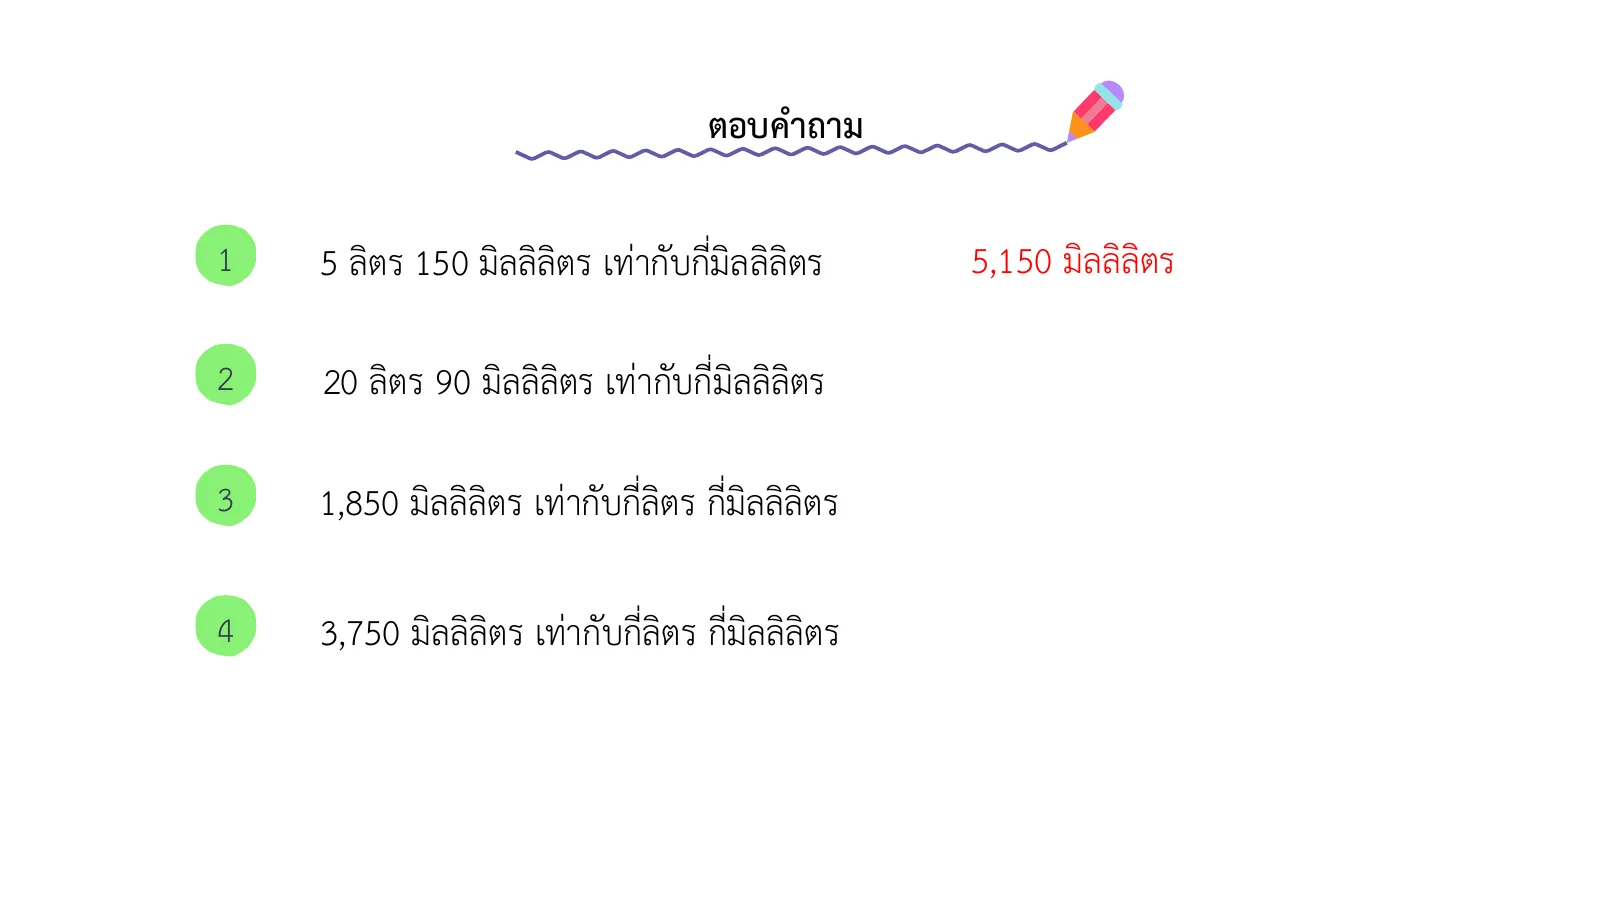 ตอบคำถาม
1 5 ลิตร 150 มิลลิลิตร เท่ากับกี่มิลลิลิตร 5,150 มิลลิลิตร
2 20 ลิตร 90 มิลลิลิตร เท่ากับกี่มิลลิลิตร
3 1,850 มิลลิลิตร เท่ากับกี่ลิตร กี่มิลลิลิตร
4 3,750 มิลลิลิตร เท่ากับกี่ลิตร กี่มิลลิลิตร